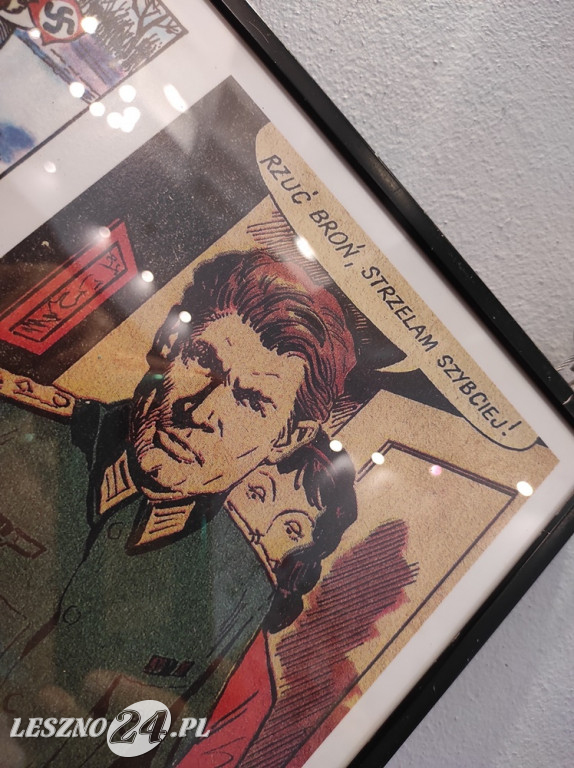 RZUĆ BROŃ, STRZELAM SZYBCIEJ!
LESZNO24.PL